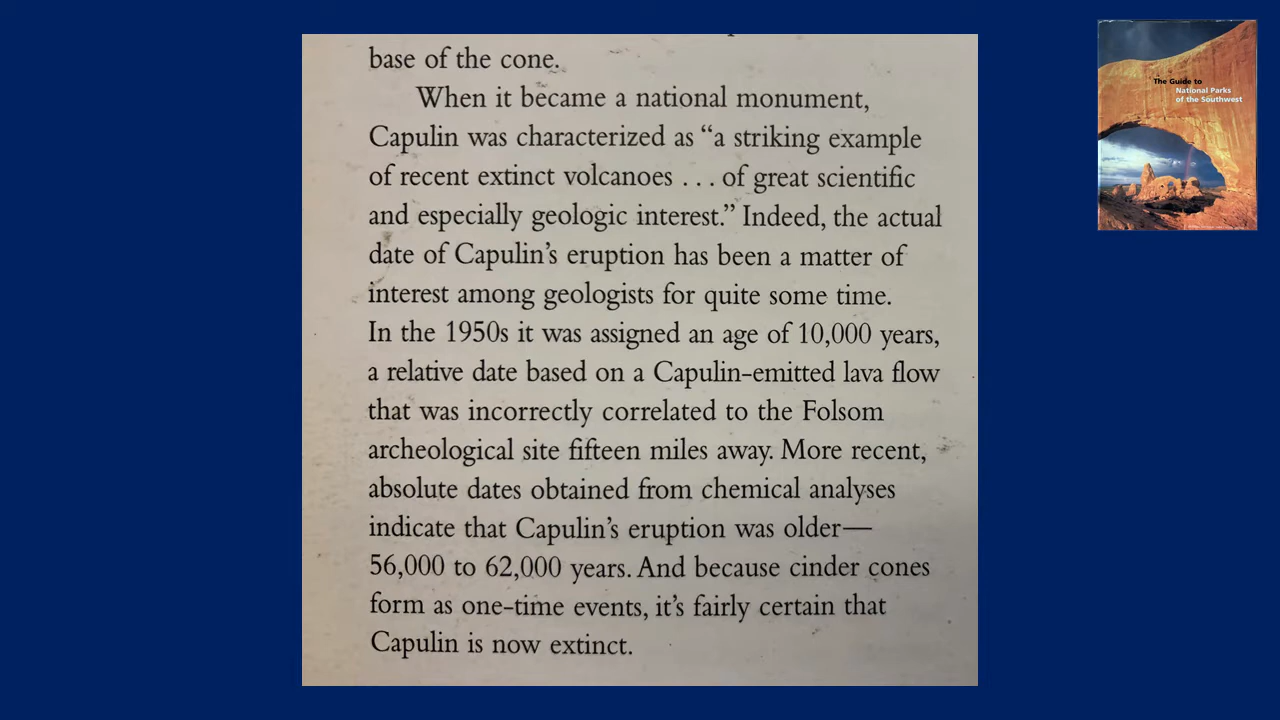 base of the cone.
When it became a national monument,
Capulin was characterized as “a striking example
of recent extinct volcanoes . . . of great scientific
and especially geologic interest.” Indeed, the actual
date of Capulin’s eruption has been a matter of
interest among geologists for quite some time.
In the 1950s it was assigned an age of 10,000 years,
a relative date based on a Capulin-emitted lava flow
that was incorrectly correlated to the Folsom
archeological site fifteen miles away. More recent,
absolute dates obtained from chemical analyses
indicate that Capulin’s eruption was older—
56,000 to 62,000 years. And because cinder cones
form as one-time events, it’s fairly certain that
Capulin is now extinct.
The Guide to
National Parks
of the Southwest